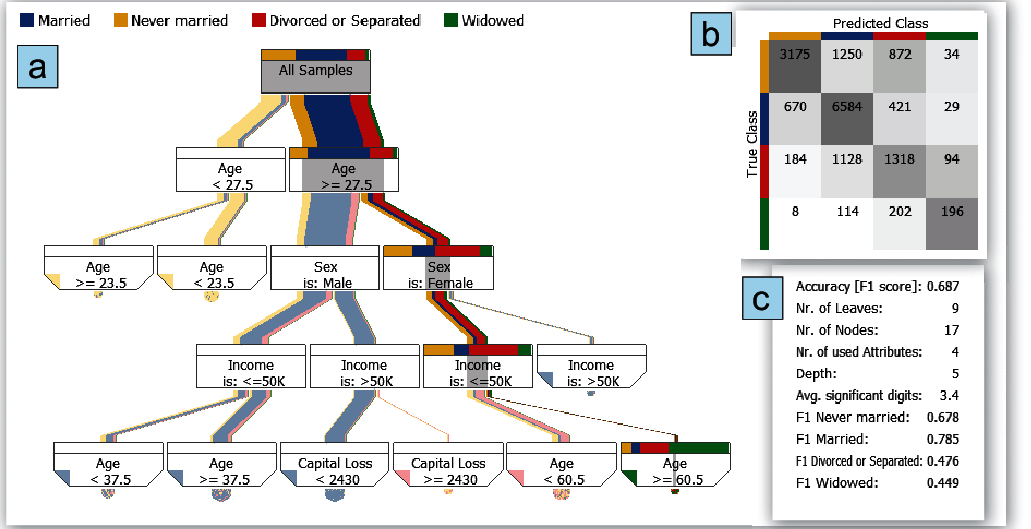 Married Never married Divorced or Separated Widowed
a
All Samples
Age Age
< 27.5 >= 27.5
Age Age Sex Sex
>= 23.5 < 23.5 is: Male is: Female
Income Income Income Income
is: <=50K is: >50K is: <=50K is: >50K
Age Age Capital Loss Capital Loss Age Age
< 37.5 >= 37.5 < 2430 >= 2430 < 60.5 >= 60.5
b
Predicted Class
True Class
3175 1250 872 34
670 6584 421 29
184 1128 1318 94
8 114 202 196
c
Accuracy [F1 score]: 0.687
Nr. of Leaves: 9
Nr. of Nodes: 17
Nr. of used Attributes: 4
Depth: 5
Avg. significant digits: 3.4
F1 Never married: 0.678
F1 Married: 0.785
F1 Divorced or Separated: 0.476
F1 Widowed: 0.449